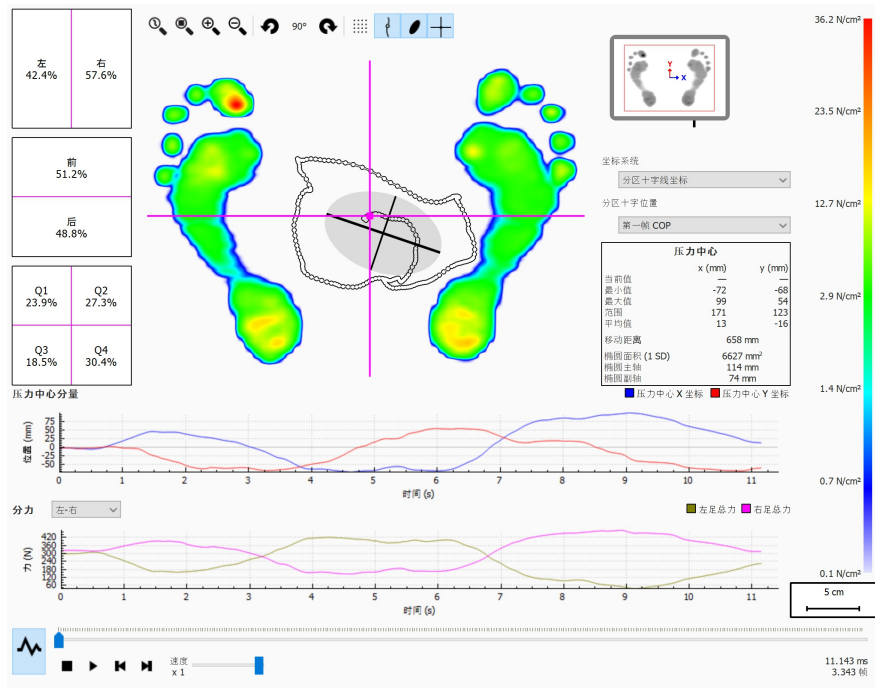 90°
左
42.4%
右
57.6%
前
51.2%
后
48.8%
Q1
23.9%
Q2
27.3%
Q3
18.5%
Q4
30.4%
Y
X
坐标系统
分区十字线坐标
分区十字位置
第一帧 COP
压力中心
x (mm) y (mm)
当前值 — —
最小值 -72 -68
最大值 99 54
范围 171 123
平均值 13 -16
移动距离 658 mm
椭圆面积 (1 SD) 6627 mm²
椭圆主轴 114 mm
椭圆副轴 74 mm
36.2 N/cm²
23.5 N/cm²
12.7 N/cm²
2.9 N/cm²
1.4 N/cm²
0.7 N/cm²
0.1 N/cm²
压力中心分量
压力中心 X 坐标 压力中心 Y 坐标
位置 (mm)
75
50
25
0
-25
-50
0 1 2 3 4 5 6 7 8 9 10 11
时间 (s)
分力
左-右
左足总力 右足总力
力 (N)
420
360
300
240
180
120
60
0 1 2 3 4 5 6 7 8 9 10 11
时间 (s)
5 cm
速度
x 1
11.143 ms
3.343 帧